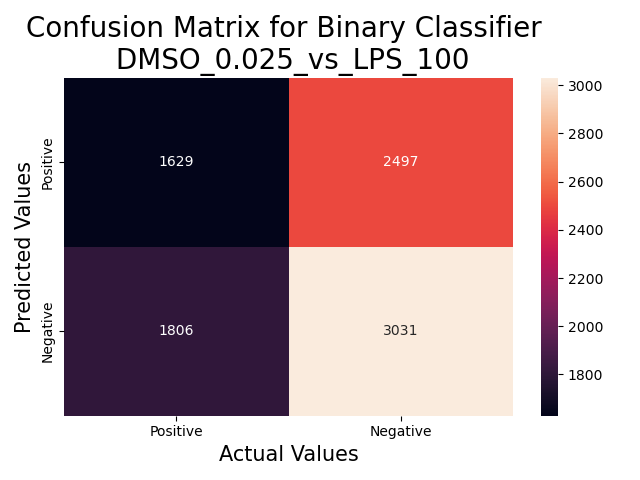 Confusion Matrix for Binary Classifier
DMSO_0.025_vs_LPS_100
Predicted Values
Positive
Negative
1629
2497
1806
3031
Positive
Negative
Actual Values
3000
2800
2600
2400
2200
2000
1800